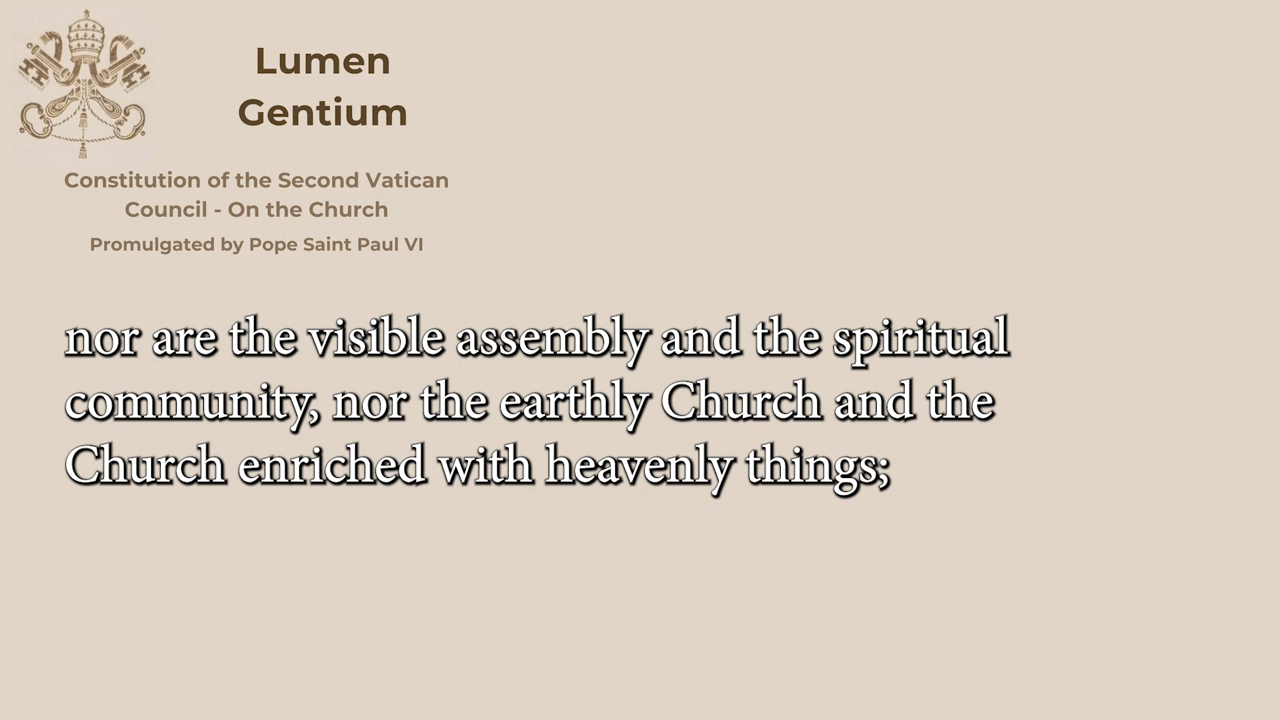 Lumen
Gentium
Constitution of the Second Vatican
Council - On the Church
Promulgated by Pope Saint Paul VI
nor are the visible assembly and the spiritual
community, nor the earthly Church and the
Church enriched with heavenly things;